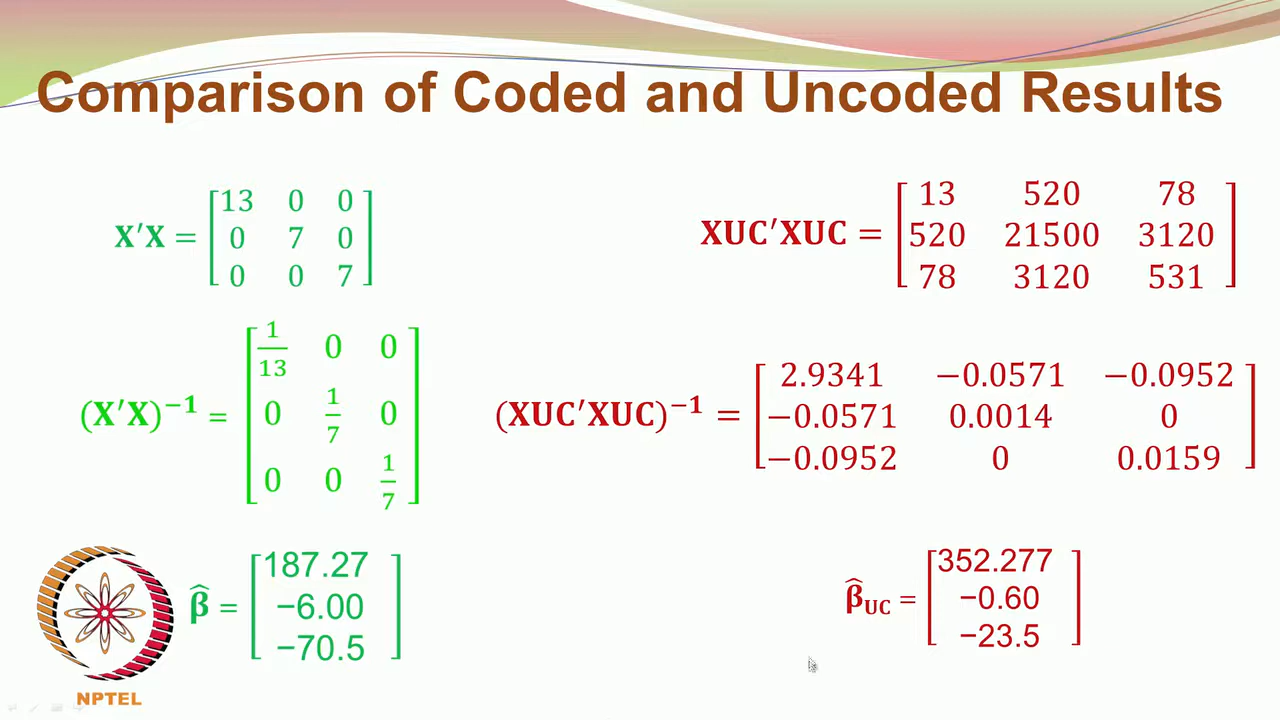 Comparison of Coded and Uncoded Results
X′X = [13 0 0
0 7 0
0 0 7]
XUC′XUC = [13 520 78
520 21500 3120
78 3120 531]
(X′X)⁻¹ = [1/13 0 0
0 1/7 0
0 0 1/7]
(XUC′XUC)⁻¹ = [2.9341 −0.0571 −0.0952
−0.0571 0.0014 0
−0.0952 0 0.0159]
β̂ = [187.27
−6.00
−70.5]
β̂UC = [352.277
−0.60
−23.5]
NPTEL